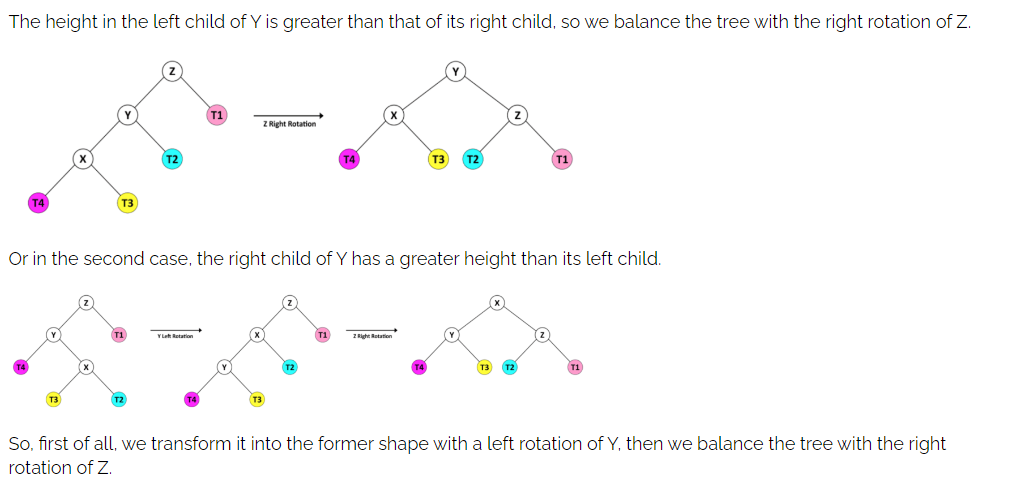 The height in the left child of Y is greater than that of its right child, so we balance the tree with the right rotation of Z.
Z
Y
Y
T1
Z Right Rotation
X
Z
X
T2
T4
T3
T2
T1
T4
T3
Or in the second case, the right child of Y has a greater height than its left child.
Z
Z
X
Y
T1
Y Left Rotation
X
T1
Z Right Rotation
Y
Z
T4
X
Y
T2
T4
T3
T2
T1
T3
T2
T4
T3
So, first of all, we transform it into the former shape with a left rotation of Y, then we balance the tree with the right
rotation of Z.